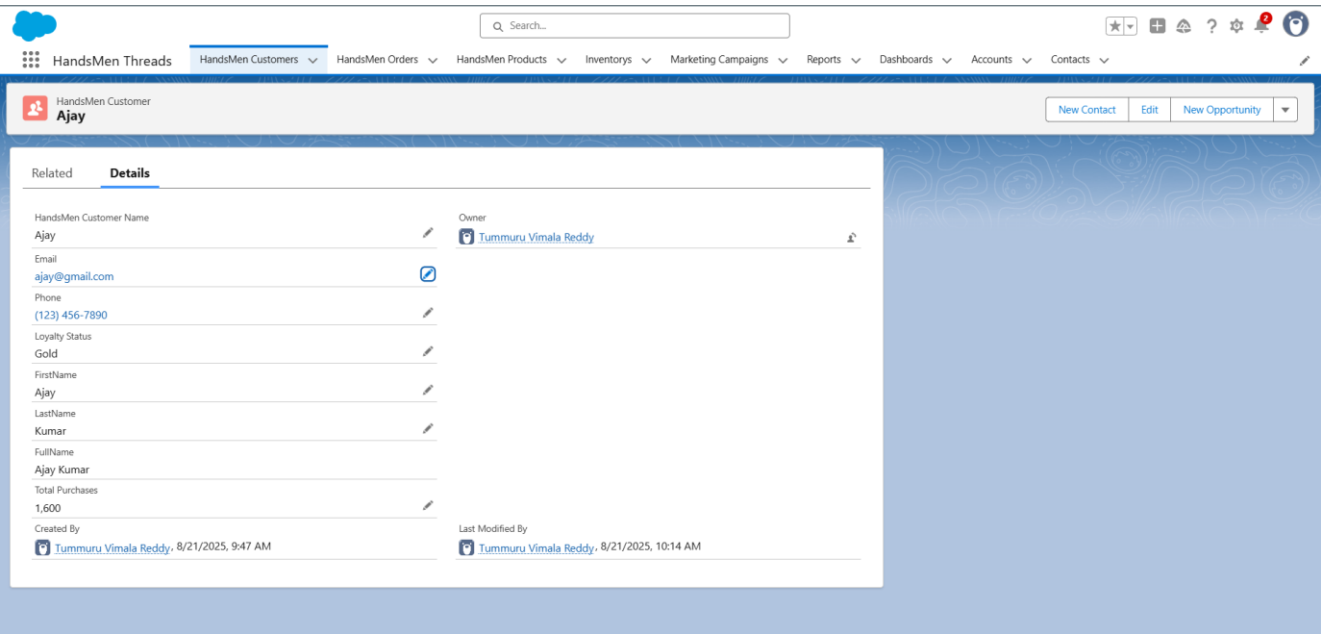 Search...
2
HandsMen Threads HandsMen Customers HandsMen Orders HandsMen Products Inventorys Marketing Campaigns Reports Dashboards Accounts Contacts
HandsMen Customer
Ajay
New Contact Edit New Opportunity
Related Details
HandsMen Customer Name
Ajay
Owner
Tummuru Vimala Reddy
Email
ajay@gmail.com
Phone
(123) 456-7890
Loyalty Status
Gold
FirstName
Ajay
LastName
Kumar
FullName
Ajay Kumar
Total Purchases
1,600
Created By
Tummuru Vimala Reddy, 8/21/2025, 9:47 AM
Last Modified By
Tummuru Vimala Reddy, 8/21/2025, 10:14 AM